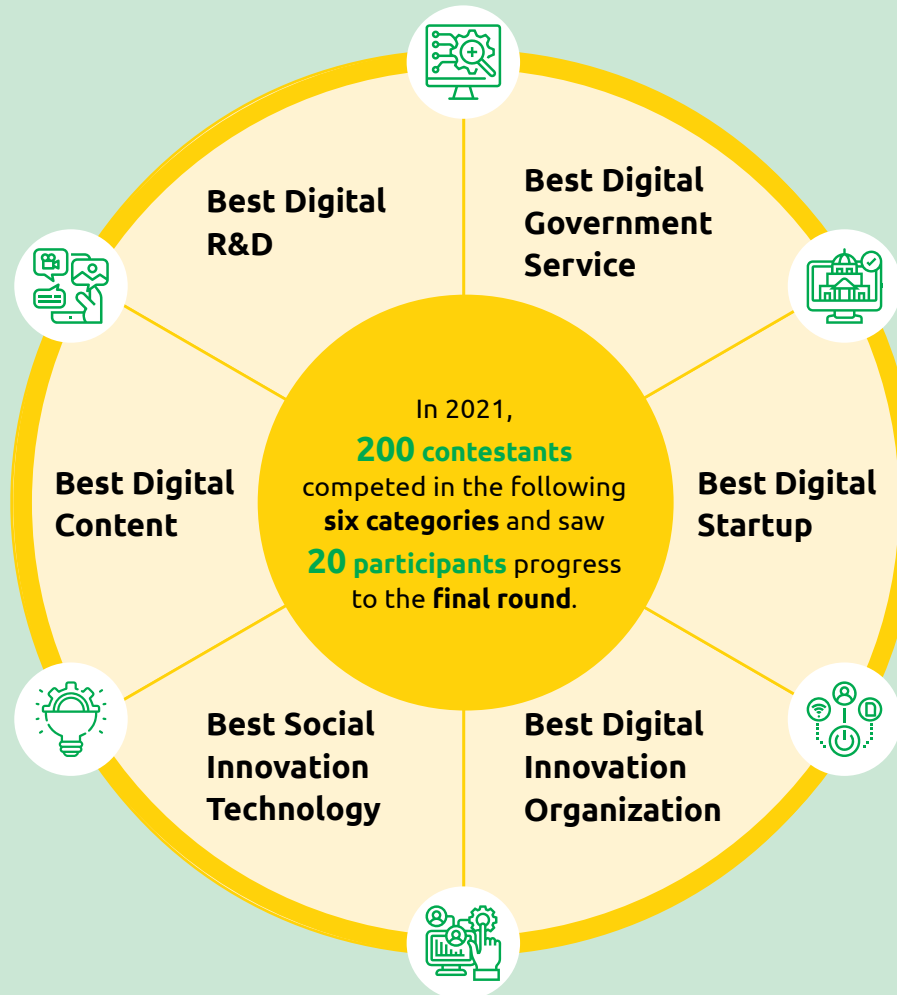 Best Digital
R&D
Best Digital
Government
Service
In 2021,
200 contestants
competed in the following
six categories and saw
20 participants progress
to the final round.
Best Digital
Content
Best Digital
Startup
Best Social
Innovation
Technology
Best Digital
Innovation
Organization